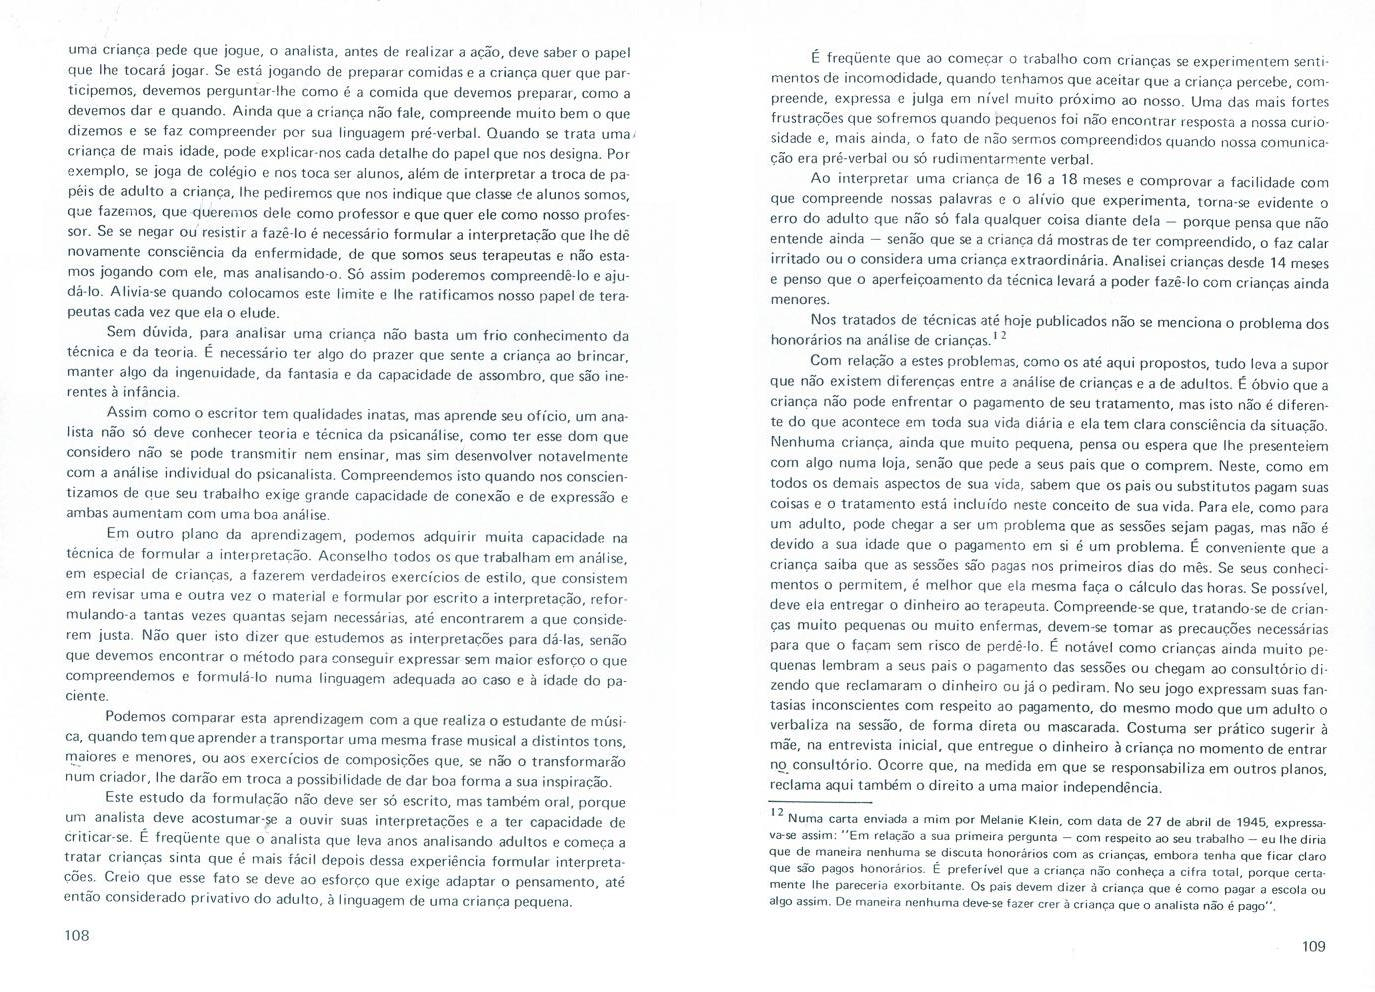 uma criança pede que jogue, o analista, antes de realizar a ação, deve saber o papel
que lhe tocará jogar. Se está jogando de preparar comidas e a criança quer que par-
ticipemos, devemos perguntar-lhe como é a comida que devemos preparar, como a
devemos dar e quando. Ainda que a criança não fale, compreende muito bem o que
dizemos e se faz compreender por sua linguagem pré-verbal. Quando se trata uma
criança de mais idade, pode explicar-nos cada detalhe do papel que nos designa. Por
exemplo, se joga de colégio e nos toca ser alunos, além de interpretar a troca de pa-
péis de adulto a criança, lhe pediremos que nos indique que classe de alunos somos,
que fazemos, que queremos dele como professor e que quer ele como nosso profes-
sor. Se se negar ou resistir a fazê-lo é necessário formular a interpretação que lhe dê
novamente consciência da enfermidade, de que somos seus terapeutas e não esta-
mos jogando com ele, mas analisando-o. Só assim poderemos compreendê-lo e aju-
dá-lo. Alivia-se quando colocamos este limite e lhe ratificamos nosso papel de tera-
peutas cada vez que ela o elude.
Sem dúvida, para analisar uma criança não basta um frio conhecimento da
técnica e da teoria. É necessário ter algo do prazer que sente a criança ao brincar,
manter algo da ingenuidade, da fantasia e da capacidade de assombro, que são ine-
rentes à infância.
Assim como o escritor tem qualidades inatas, mas aprende seu ofício, um ana-
lista não só deve conhecer teoria e técnica da psicanálise, como ter esse dom que
considero não se pode transmitir nem ensinar, mas sim desenvolver notavelmente
com a análise individual do psicanalista. Compreendemos isto quando nos conscien-
tizamos de que seu trabalho exige grande capacidade de conexão e de expressão e
ambas aumentam com uma boa análise.
Em outro plano da aprendizagem, podemos adquirir muita capacidade na
técnica de formular a interpretação. Aconselho todos os que trabalham em análise,
em especial de crianças, a fazerem verdadeiros exercícios de estilo, que consistem
em revisar uma e outra vez o material e formular por escrito a interpretação, refor-
mulando-a tantas vezes quantas sejam necessárias, até encontrarem a que conside-
rem justa. Não quer isto dizer que estudemos as interpretações para dá-las, senão
que devemos encontrar o método para conseguir expressar sem maior esforço o que
compreendemos e formulá-lo numa linguagem adequada ao caso e à idade do pa-
ciente.
Podemos comparar esta aprendizagem com a que realiza o estudante de músi-
ca, quando tem que aprender a transportar uma mesma frase musical a distintos tons,
maiores e menores, ou aos exercícios de composições que, se não o transformarão
num criador, lhe darão em troca a possibilidade de dar boa forma a sua inspiração.
Este estudo da formulação não deve ser só escrito, mas também oral, porque
um analista deve acostumar-se a ouvir suas interpretações e a ter capacidade de
criticar-se. É freqüente que o analista que leva anos analisando adultos e começa a
tratar crianças sinta que é mais fácil depois dessa experiência formular interpreta-
ções. Creio que esse fato se deve ao esforço que exige adaptar o pensamento, até
então considerado privativo do adulto, à linguagem de uma criança pequena.
108
É freqüente que ao começar o trabalho com crianças se experimentem senti-
mentos de incomodidade, quando tenhamos que aceitar que a criança percebe, com-
preende, expressa e julga em nível muito próximo ao nosso. Uma das mais fortes
frustrações que sofremos quando pequenos foi não encontrar resposta a nossa curio-
sidade e, mais ainda, o fato de não sermos compreendidos quando nossa comunica-
ção era pré-verbal ou só rudimentarmente verbal.
Ao interpretar uma criança de 16 a 18 meses e comprovar a facilidade com
que compreende nossas palavras e o alívio que experimenta, torna-se evidente o
erro do adulto que não só fala qualquer coisa diante dela — porque pensa que não
entende ainda — senão que se a criança dá mostras de ter compreendido, o faz calar
irritado ou o considera uma criança extraordinária. Analisei crianças desde 14 meses
e penso que o aperfeiçoamento da técnica levará a poder fazê-lo com crianças ainda
menores.
Nos tratados de técnicas até hoje publicados não se menciona o problema dos
honorários na análise de crianças.12
Com relação a estes problemas, como os até aqui propostos, tudo leva a supor
que não existem diferenças entre a análise de crianças e a de adultos. É óbvio que a
criança não pode enfrentar o pagamento de seu tratamento, mas isto não é diferen-
te do que acontece em toda sua vida diária e ela tem clara consciência da situação.
Nenhuma criança, ainda que muito pequena, pensa ou espera que lhe presenteiem
com algo numa loja, senão que pede a seus pais que o comprem. Neste, como em
todos os demais aspectos de sua vida, sabem que os pais ou substitutos pagam suas
coisas e o tratamento está incluído neste conceito de sua vida. Para ele, como para
um adulto, pode chegar a ser um problema que as sessões sejam pagas, mas não é
devido a sua idade que o pagamento em si é um problema. É conveniente que a
criança saiba que as sessões são pagas nos primeiros dias do mês. Se seus conheci-
mentos o permitem, é melhor que ela mesma faça o cálculo das horas. Se possível,
deve ela entregar o dinheiro ao terapeuta. Compreende-se que, tratando-se de crian-
ças muito pequenas ou muito enfermas, devem-se tomar as precauções necessárias
para que o façam sem risco de perdê-lo. É notável como crianças ainda muito pe-
quenas lembram a seus pais o pagamento das sessões ou chegam ao consultório di-
zendo que reclamaram o dinheiro ou já o pediram. No seu jogo expressam suas fan-
tasias inconscientes com respeito ao pagamento, do mesmo modo que um adulto o
verbaliza na sessão, de forma direta ou mascarada. Costuma ser prático sugerir à
mãe, na entrevista inicial, que entregue o dinheiro à criança no momento de entrar
no consultório. Ocorre que, na medida em que se responsabiliza em outros planos,
reclama aqui também o direito a uma maior independência.
12 Numa carta enviada a mim por Melanie Klein, com data de 27 de abril de 1945, expressa-
va-se assim: "Em relação a sua primeira pergunta — com respeito ao seu trabalho — eu lhe diria
que de maneira nenhuma se discuta honorários com as crianças, embora tenha que ficar claro
que são pagos honorários. É preferível que a criança não conheça a cifra total, porque certa-
mente lhe pareceria exorbitante. Os pais devem dizer à criança que é como pagar a escola ou
algo assim. De maneira nenhuma deve-se fazer crer à criança que o analista não é pago".
109